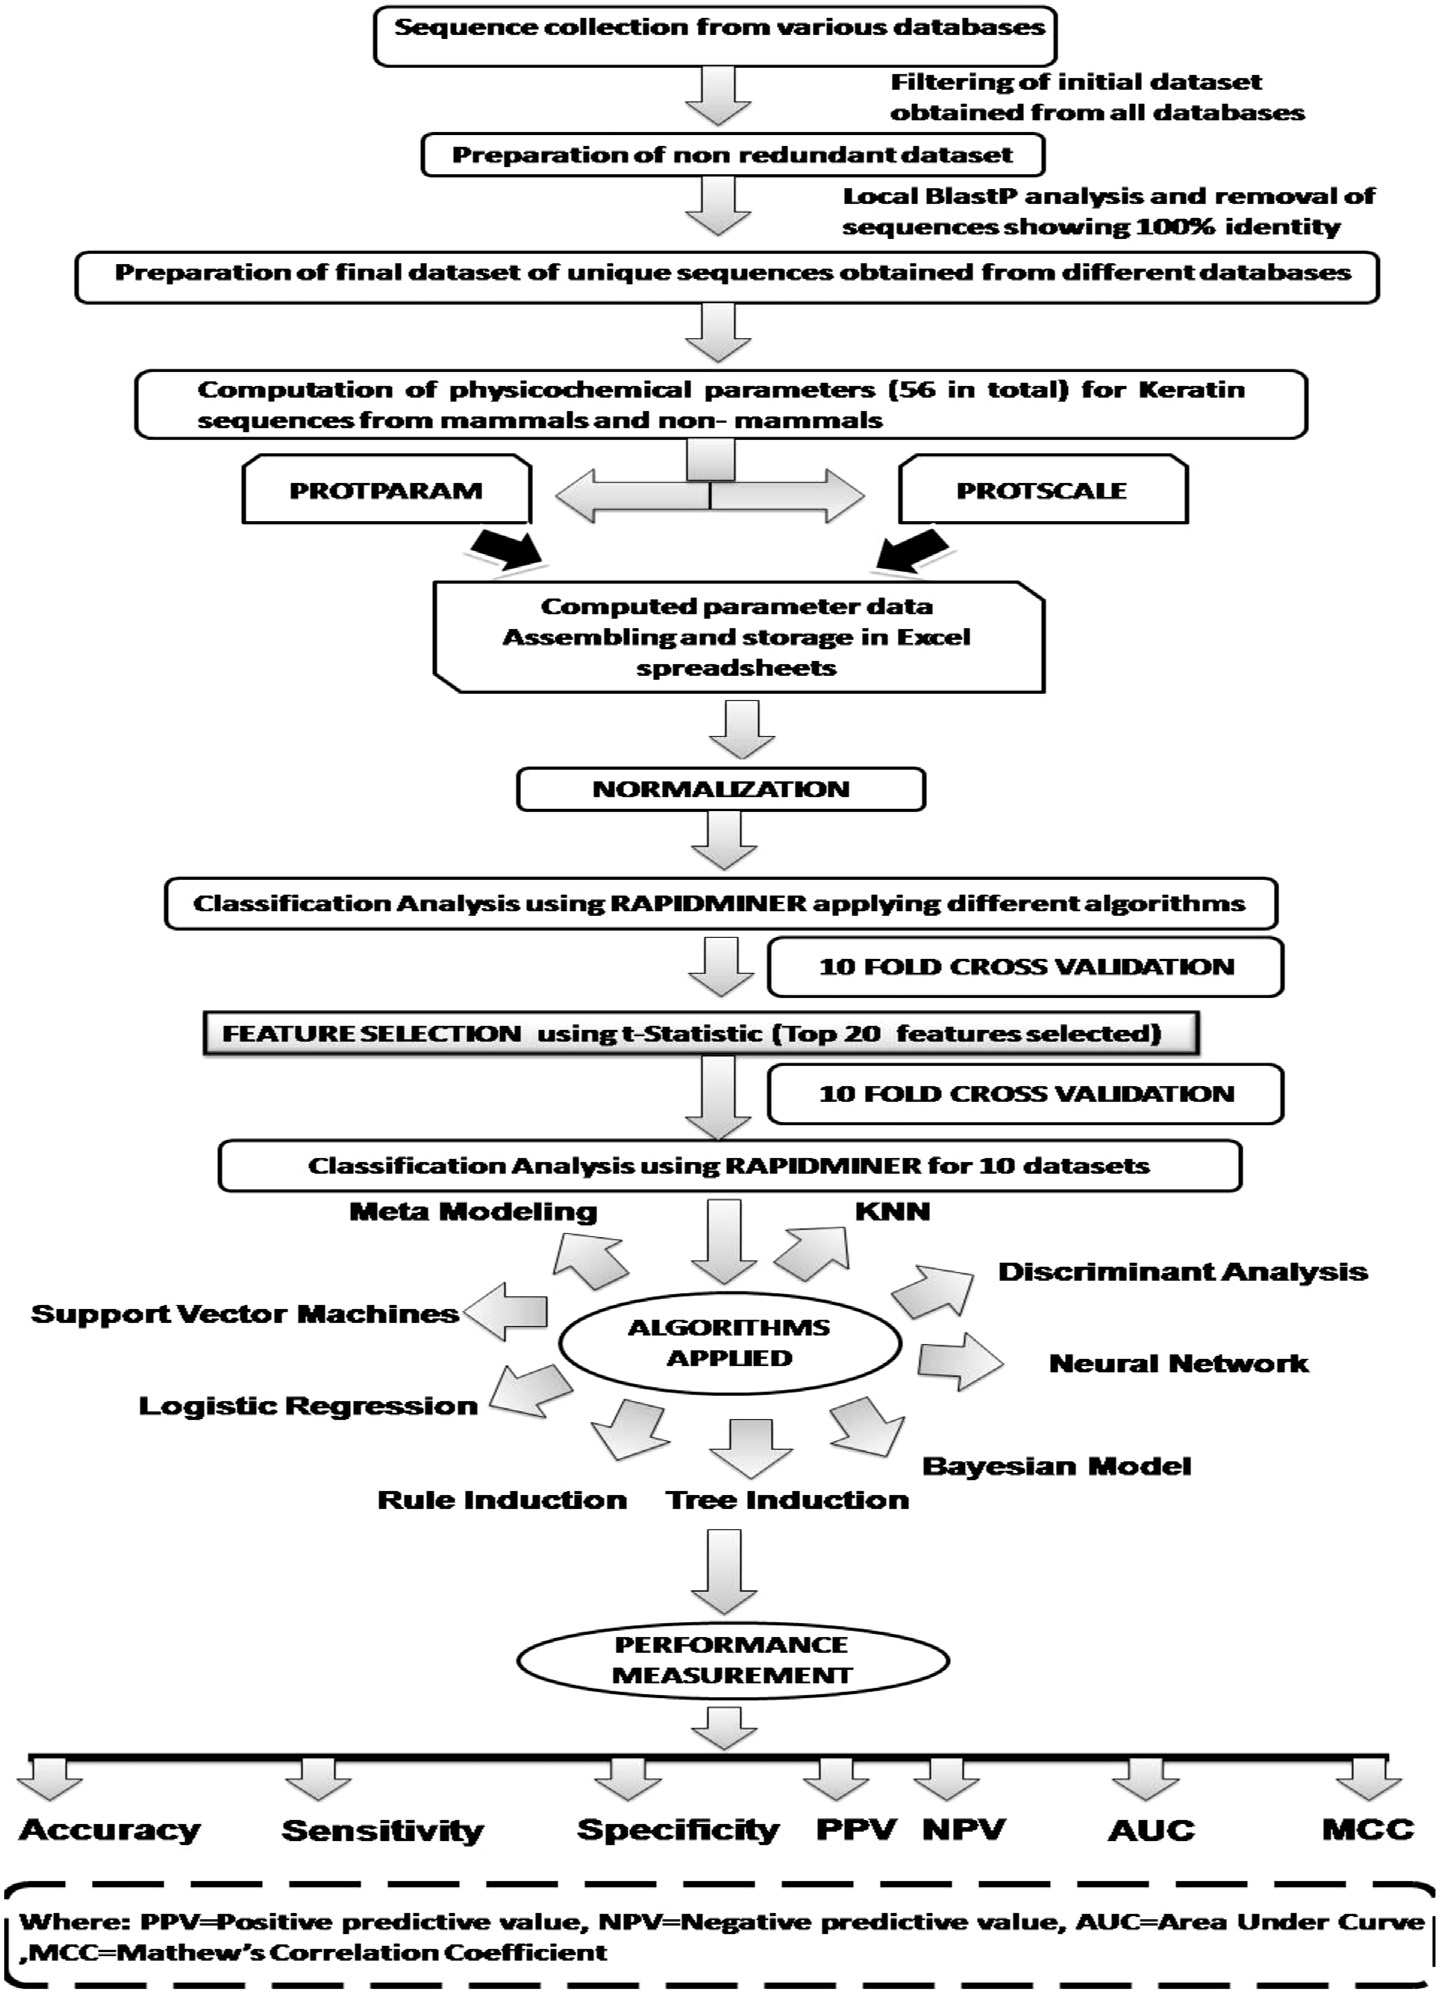 Sequence collection from various databases
Filtering of initial dataset
obtained from all databases
Preparation of non redundant dataset
Local BlastP analysis and removal of
sequences showing 100% identity
Preparation of final dataset of unique sequences obtained from different databases
Computation of physicochemical parameters (56 in total) for Keratin
sequences from mammals and non- mammals
PROTPARAM
PROTSCALE
Computed parameter data
Assembling and storage in Excel
spreadsheets
NORMALIZATION
Classification Analysis using RAPIDMINER applying different algorithms
10 FOLD CROSS VALIDATION
FEATURE SELECTION using t-Statistic (Top 20 features selected)
10 FOLD CROSS VALIDATION
Classification Analysis using RAPIDMINER for 10 datasets
Meta Modeling
KNN
Discriminant Analysis
Support Vector Machines
ALGORITHMS
APPLIED
Neural Network
Logistic Regression
Bayesian Model
Rule Induction
Tree Induction
PERFORMANCE
MEASUREMENT
Accuracy
Sensitivity
Specificity
PPV
NPV
AUC
MCC
Where: PPV=Positive predictive value, NPV=Negative predictive value, AUC=Area Under Curve
,MCC=Mathew's Correlation Coefficient